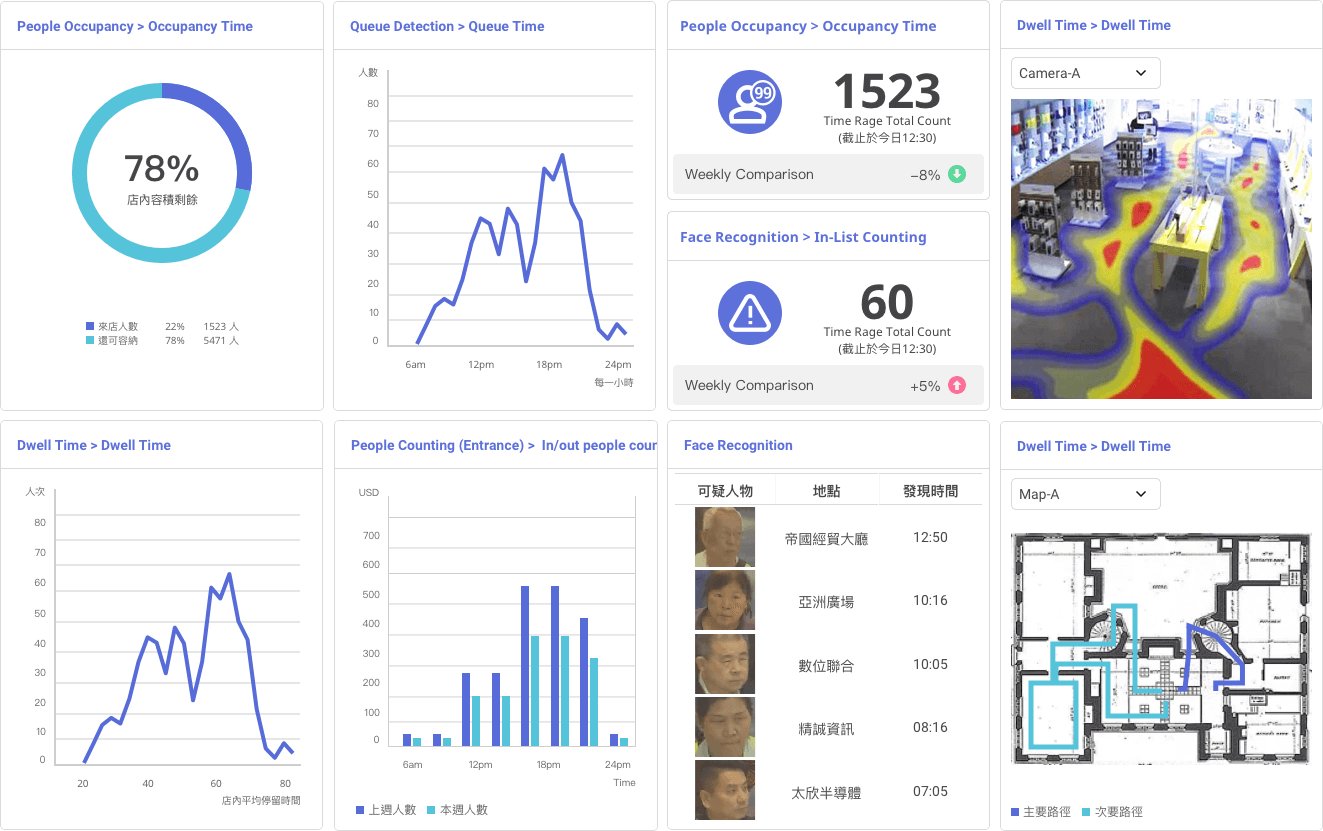 People Occupancy > Occupancy Time
78%
店內容積剩餘
來店人數 22% 1523 人
還可容納 78% 5471 人
Queue Detection > Queue Time
人數
80
70
60
50
40
30
20
10
0
6am 12pm 18pm 24pm
每一小時
People Occupancy > Occupancy Time
99
1523
Time Rage Total Count
(截止於今日12:30)
Weekly Comparison –8%
Face Recognition > In-List Counting
60
Time Rage Total Count
(截止於今日12:30)
Weekly Comparison +5%
Dwell Time > Dwell Time
Camera-A
Dwell Time > Dwell Time
人次
80
70
60
50
40
30
20
10
0
20 40 60 80
店內平均停留時間
People Counting (Entrance) > In/out people cour
USD
700
600
500
400
300
200
100
0
6am 12pm 18pm 24pm
Time
上週人數 本週人數
Face Recognition
可疑人物 地點 發現時間
帝國經貿大廳 12:50
亞洲廣場 10:16
數位聯合 10:05
精誠資訊 08:16
太欣半導體 07:05
Dwell Time > Dwell Time
Map-A
主要路徑 次要路徑